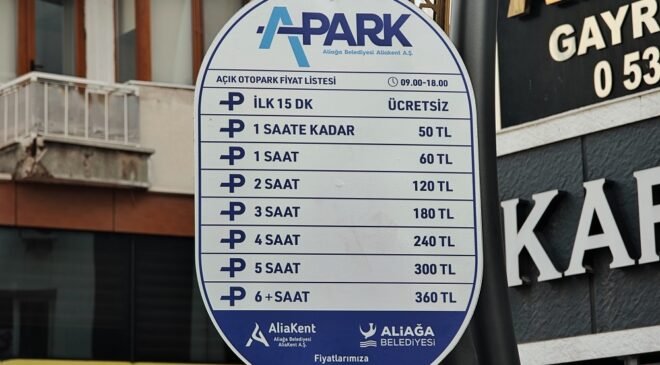 APARK
Aliağa Belediyesi Aliakent A.Ş.
AÇIK OTOPARK FİYAT LİSTESİ 09.00-18.00
P İLK 15 DK ÜCRETSİZ
P 1 SAATE KADAR 50 TL
P 1 SAAT 60 TL
P 2 SAAT 120 TL
P 3 SAAT 180 TL
P 4 SAAT 240 TL
P 5 SAAT 300 TL
P 6+SAAT 360 TL
AliaKent
Aliağa Belediyesi
AliaKent A.Ş.
ALİAĞA
BELEDİYESİ
Fiyatlarımıza
GAYR
0 53
KAF